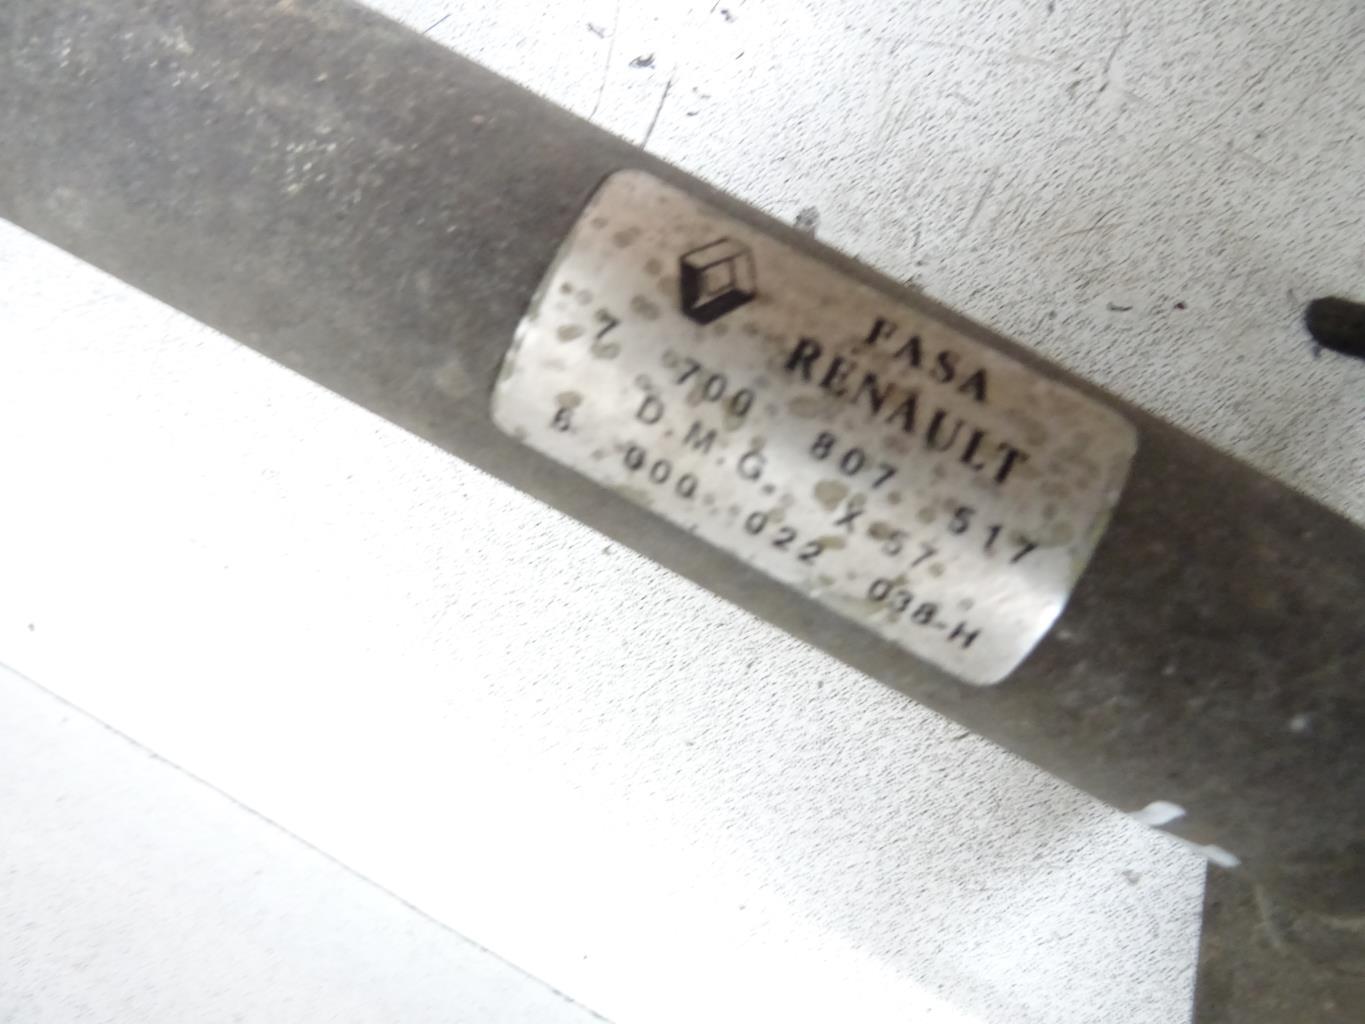 FASA
RENAULT
7 700 807 517
D.M.G. X-57
6 000 022 038-H